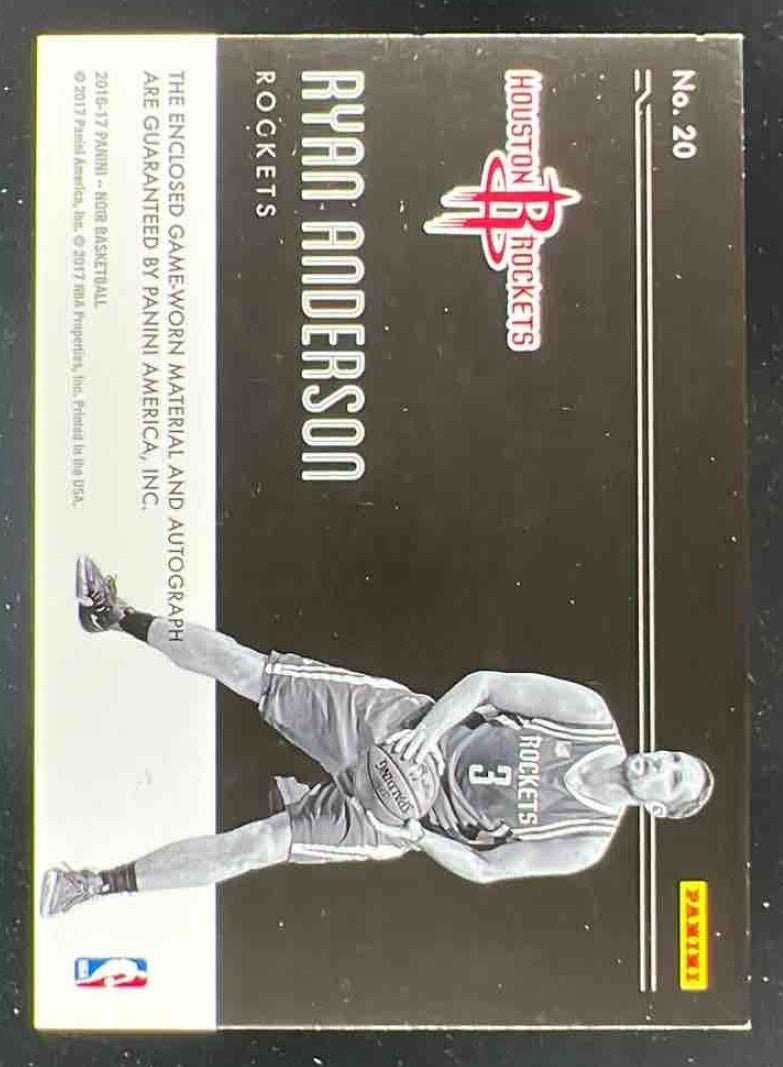 No. 20
PANINI
HOUSTON ROCKETS
ROCKETS
3
SPALDING
RYAN ANDERSON
ROCKETS
THE ENCLOSED GAME-WORN MATERIAL AND AUTOGRAPH
ARE GUARANTEED BY PANINI AMERICA, INC.
2016-17 PANINI – NOIR BASKETBALL
© 2017 Panini America, Inc. © 2017 NBA Properties, Inc. Printed in the USA.